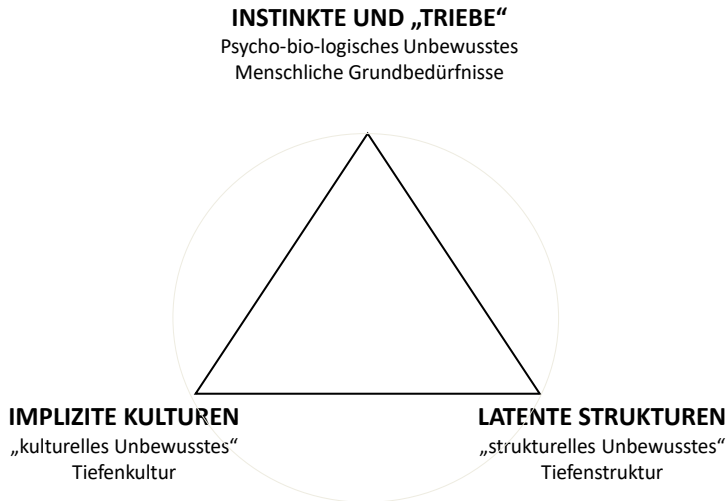 INSTINKTE UND „TRIEBE“
Psycho-bio-logisches Unbewusstes
Menschliche Grundbedürfnisse
IMPLIZITE KULTUREN
„kulturelles Unbewusstes“
Tiefenkultur
LATENTE STRUKTUREN
„strukturelles Unbewusstes“
Tiefenstruktur